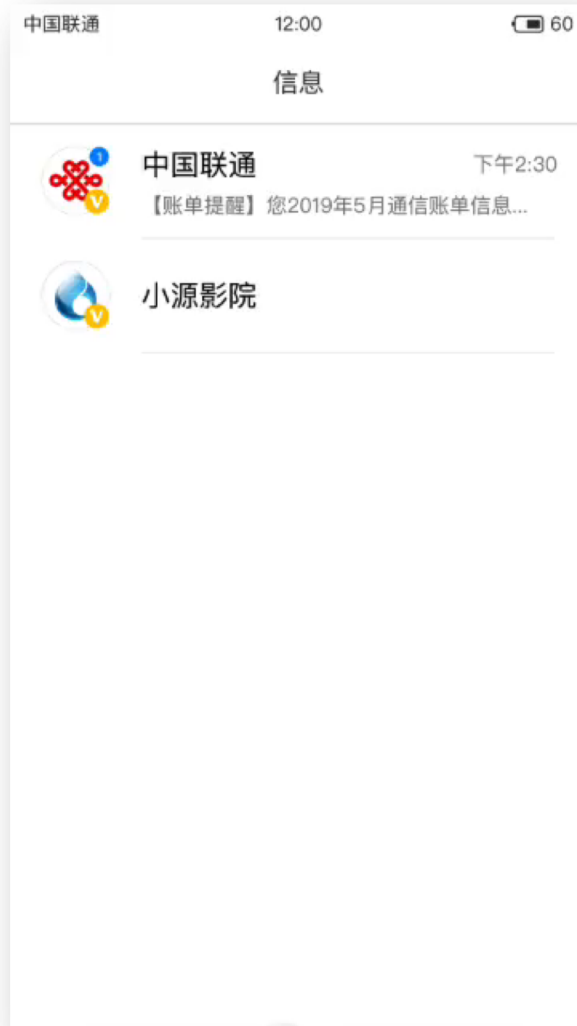 中国联通 12:00 60
信息
1
中国联通 下午2:30
【账单提醒】您2019年5月通信账单信息...
V
小源影院
V